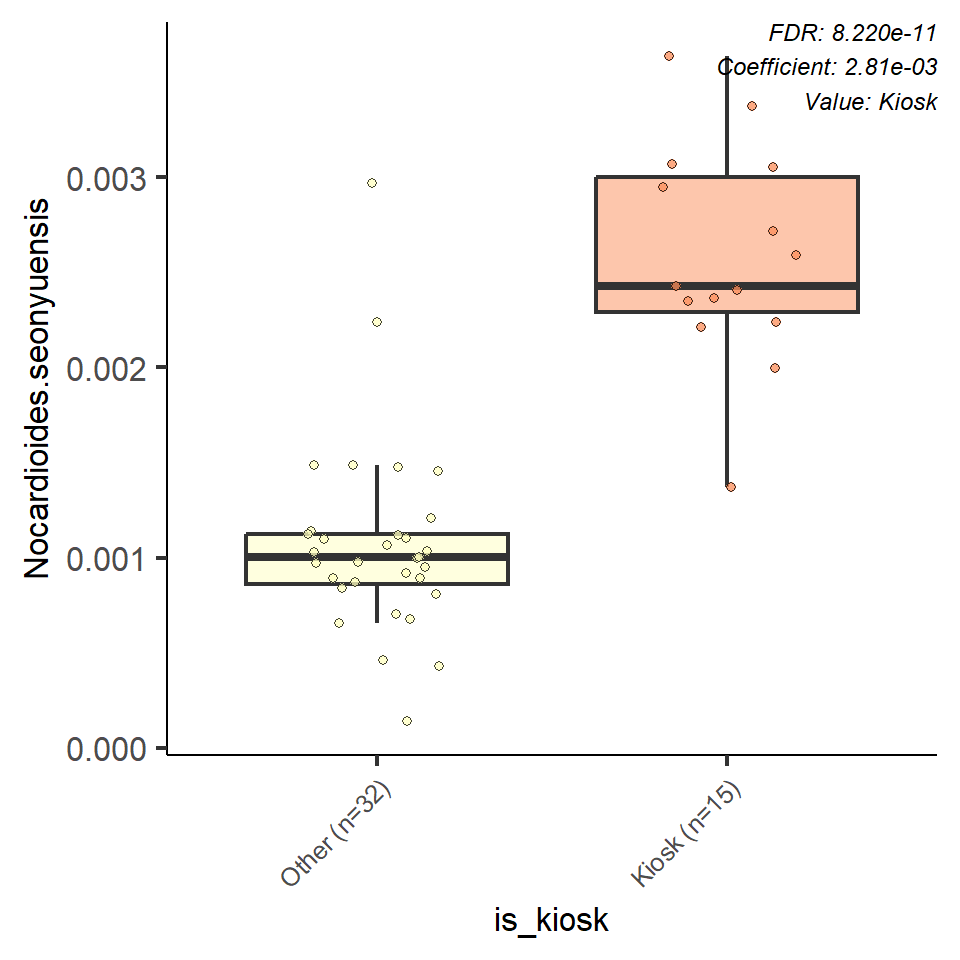 FDR: 8.220e-11
Coefficient: 2.81e-03
Value: Kiosk
Nocardioides.seonyuensis
0.003
0.002
0.001
0.000
Other (n=32)
Kiosk (n=15)
is_kiosk